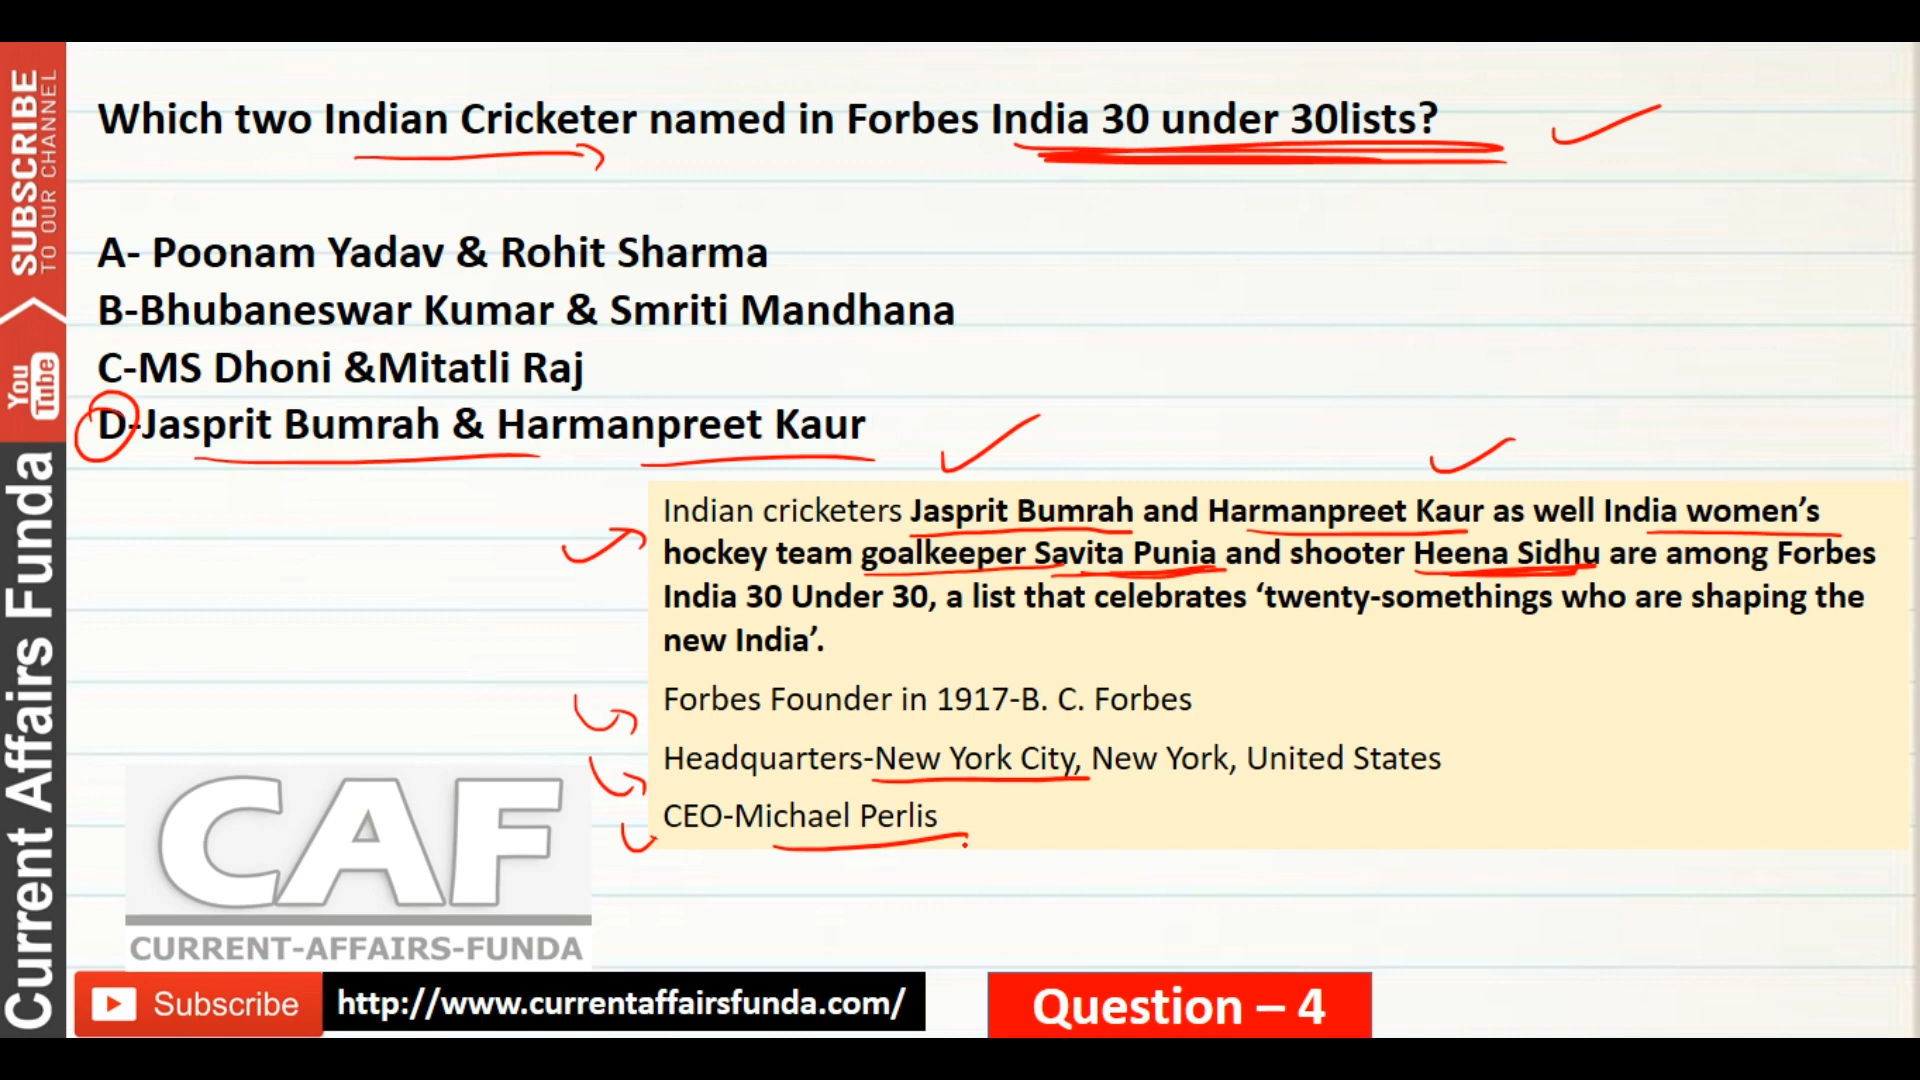 Which two Indian Cricketer named in Forbes India 30 under 30lists?
A- Poonam Yadav & Rohit Sharma
B-Bhubaneswar Kumar & Smriti Mandhana
C-MS Dhoni &Mitatli Raj
D-Jasprit Bumrah & Harmanpreet Kaur
Indian cricketers Jasprit Bumrah and Harmanpreet Kaur as well India women's
hockey team goalkeeper Savita Punia and shooter Heena Sidhu are among Forbes
India 30 Under 30, a list that celebrates ‘twenty-somethings who are shaping the
new India’.
Forbes Founder in 1917-B. C. Forbes
Headquarters-New York City, New York, United States
CEO-Michael Perlis
CAF
CURRENT-AFFAIRS-FUNDA
Subscribe
http://www.currentaffairsfunda.com/
Question – 4
SUBSCRIBE
TO OUR CHANNEL
YouTube
Current Affairs Funda